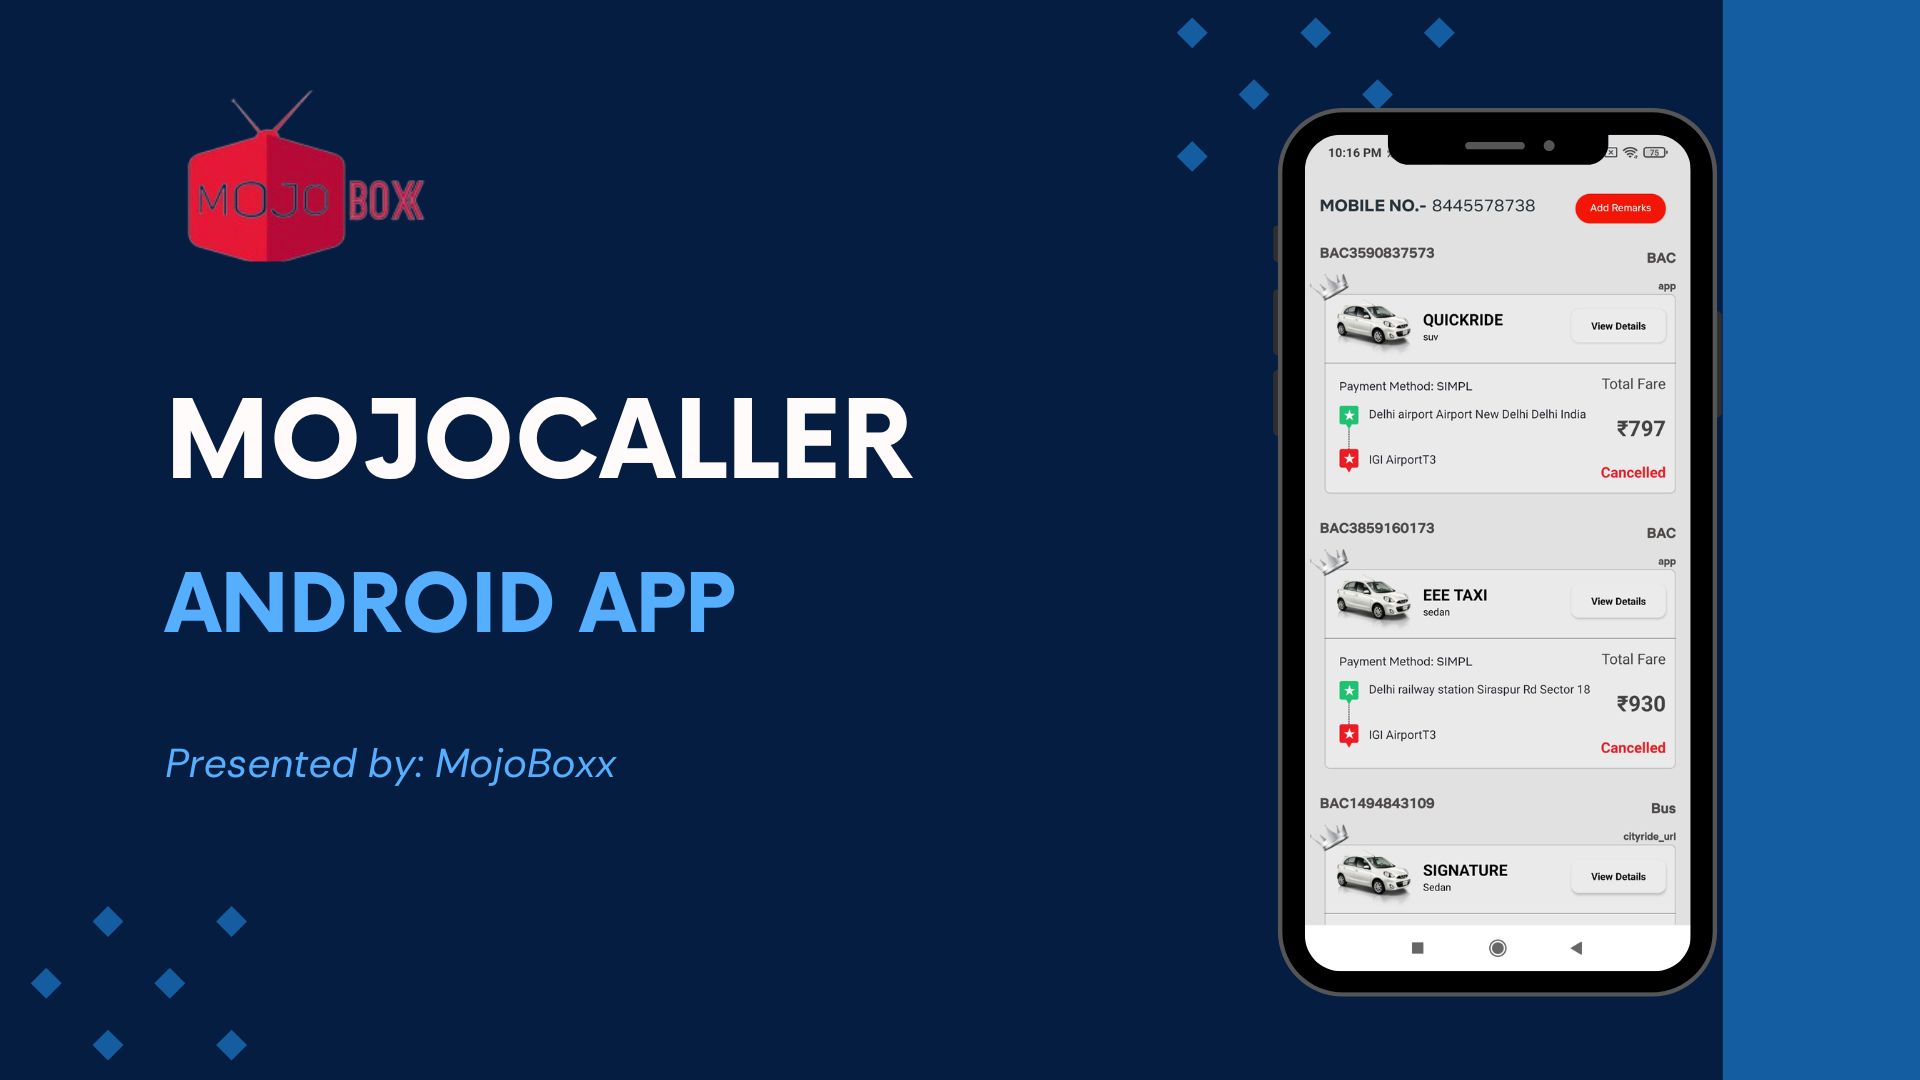 MOJO BOXX
MOJOCALLER
ANDROID APP
Presented by: MojoBoxx
10:16 PM
75
MOBILE NO.- 8445578738
Add Remarks
BAC3590837573
BAC
app
QUICKRIDE
suv
View Details
Payment Method: SIMPL
Total Fare
Delhi airport Airport New Delhi Delhi India
₹797
IGI AirportT3
Cancelled
BAC3859160173
BAC
app
EEE TAXI
sedan
View Details
Payment Method: SIMPL
Total Fare
Delhi railway station Siraspur Rd Sector 18
₹930
IGI AirportT3
Cancelled
BAC1494843109
Bus
cityride_url
SIGNATURE
Sedan
View Details